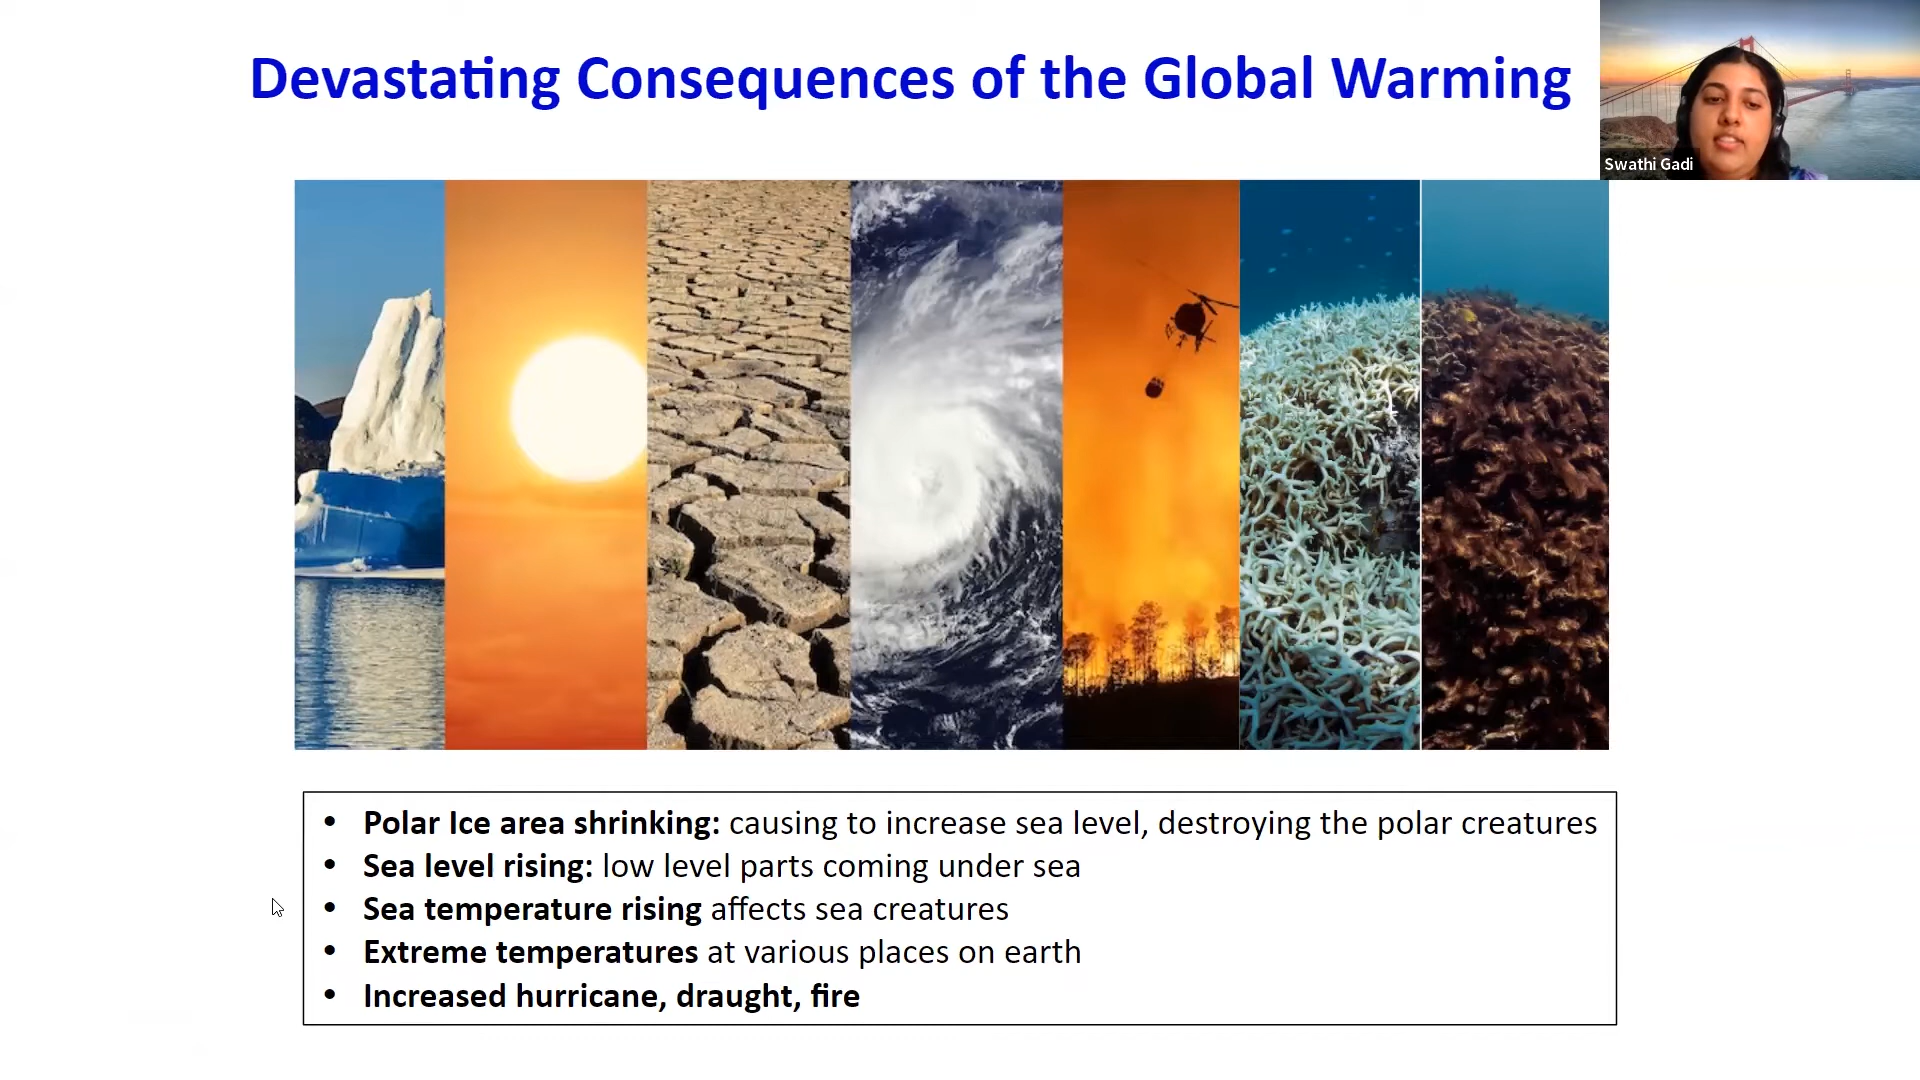 Devastating Consequences of the Global Warming
Swathi Gadi
• Polar Ice area shrinking: causing to increase sea level, destroying the polar creatures
• Sea level rising: low level parts coming under sea
• Sea temperature rising affects sea creatures
• Extreme temperatures at various places on earth
• Increased hurricane, draught, fire